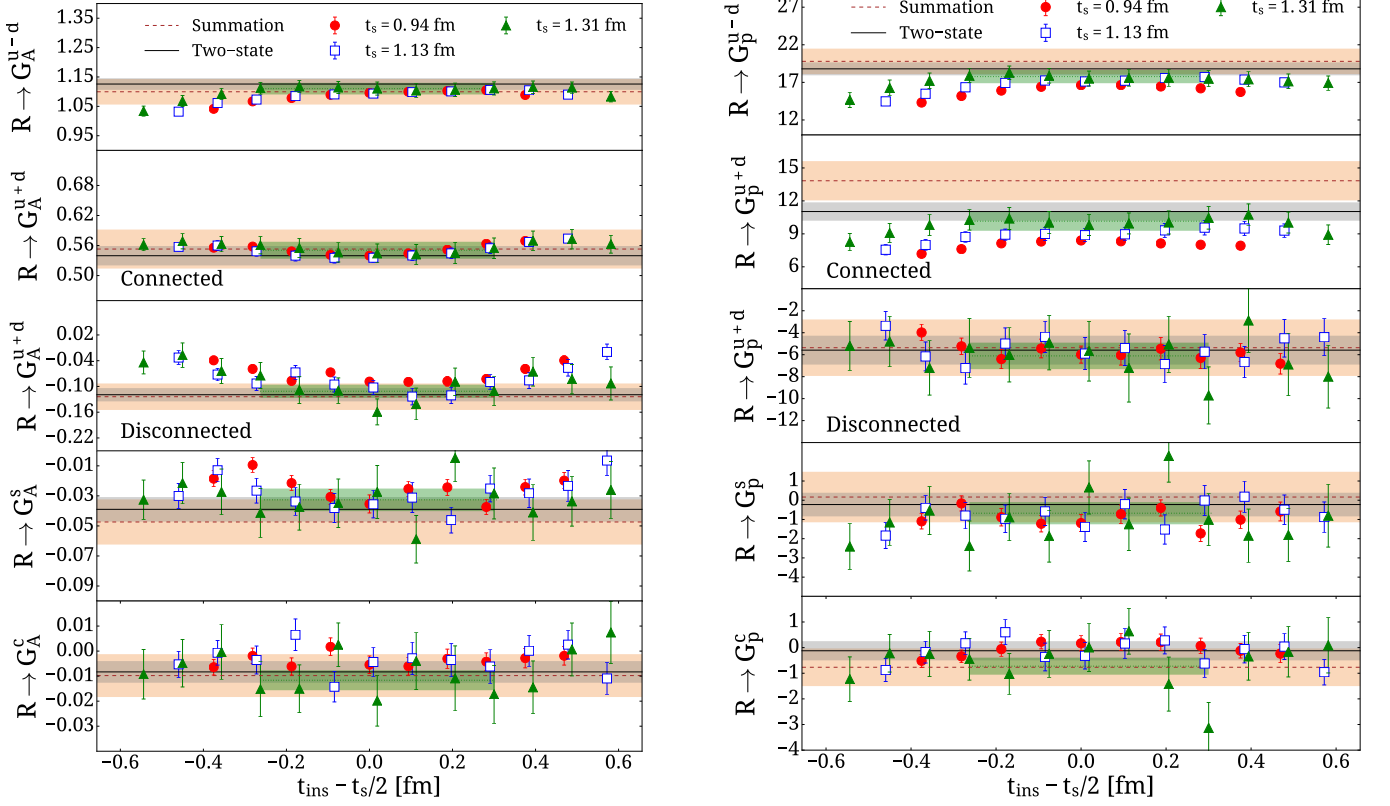 1.35
1.25
1.15
1.05
0.95
R → G_A^{u−d}
Summation
Two−state
t_s = 0.94 fm
t_s = 1.13 fm
t_s = 1.31 fm
0.68
0.62
0.56
0.50
R → G_A^{u+d}
Connected
0.02
−0.04
−0.10
−0.16
−0.22
R → G_A^{u+d}
Disconnected
−0.01
−0.03
−0.05
−0.07
−0.09
R → G_A^s
0.01
−0.01
−0.01
−0.03
R → G_A^c
−0.6
−0.4
−0.2
0.0
0.2
0.4
0.6
t_ins − t_s/2 [fm]
27
22
17
12
R → G_p^{u−d}
Summation
Two−state
t_s = 0.94 fm
t_s = 1.13 fm
t_s = 1.31 fm
15
12
9
6
R → G_p^{u+d}
Connected
−2
−4
−6
−8
−10
−12
R → G_p^{u+d}
Disconnected
1
0
−1
−2
−3
−4
R → G_p^s
1
0
−1
−2
−3
−4
R → G_p^c
−0.6
−0.4
−0.2
0.0
0.2
0.4
0.6
t_ins − t_s/2 [fm]